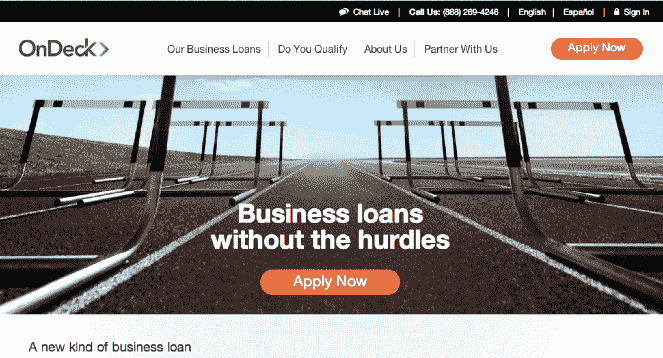 Chat Live | Call Us: (888) 269-4246 | English | Español | Sign In
OnDeck
Our Business Loans Do You Qualify About Us Partner With Us Apply Now
Business loans
without the hurdles
Apply Now
A new kind of business loan